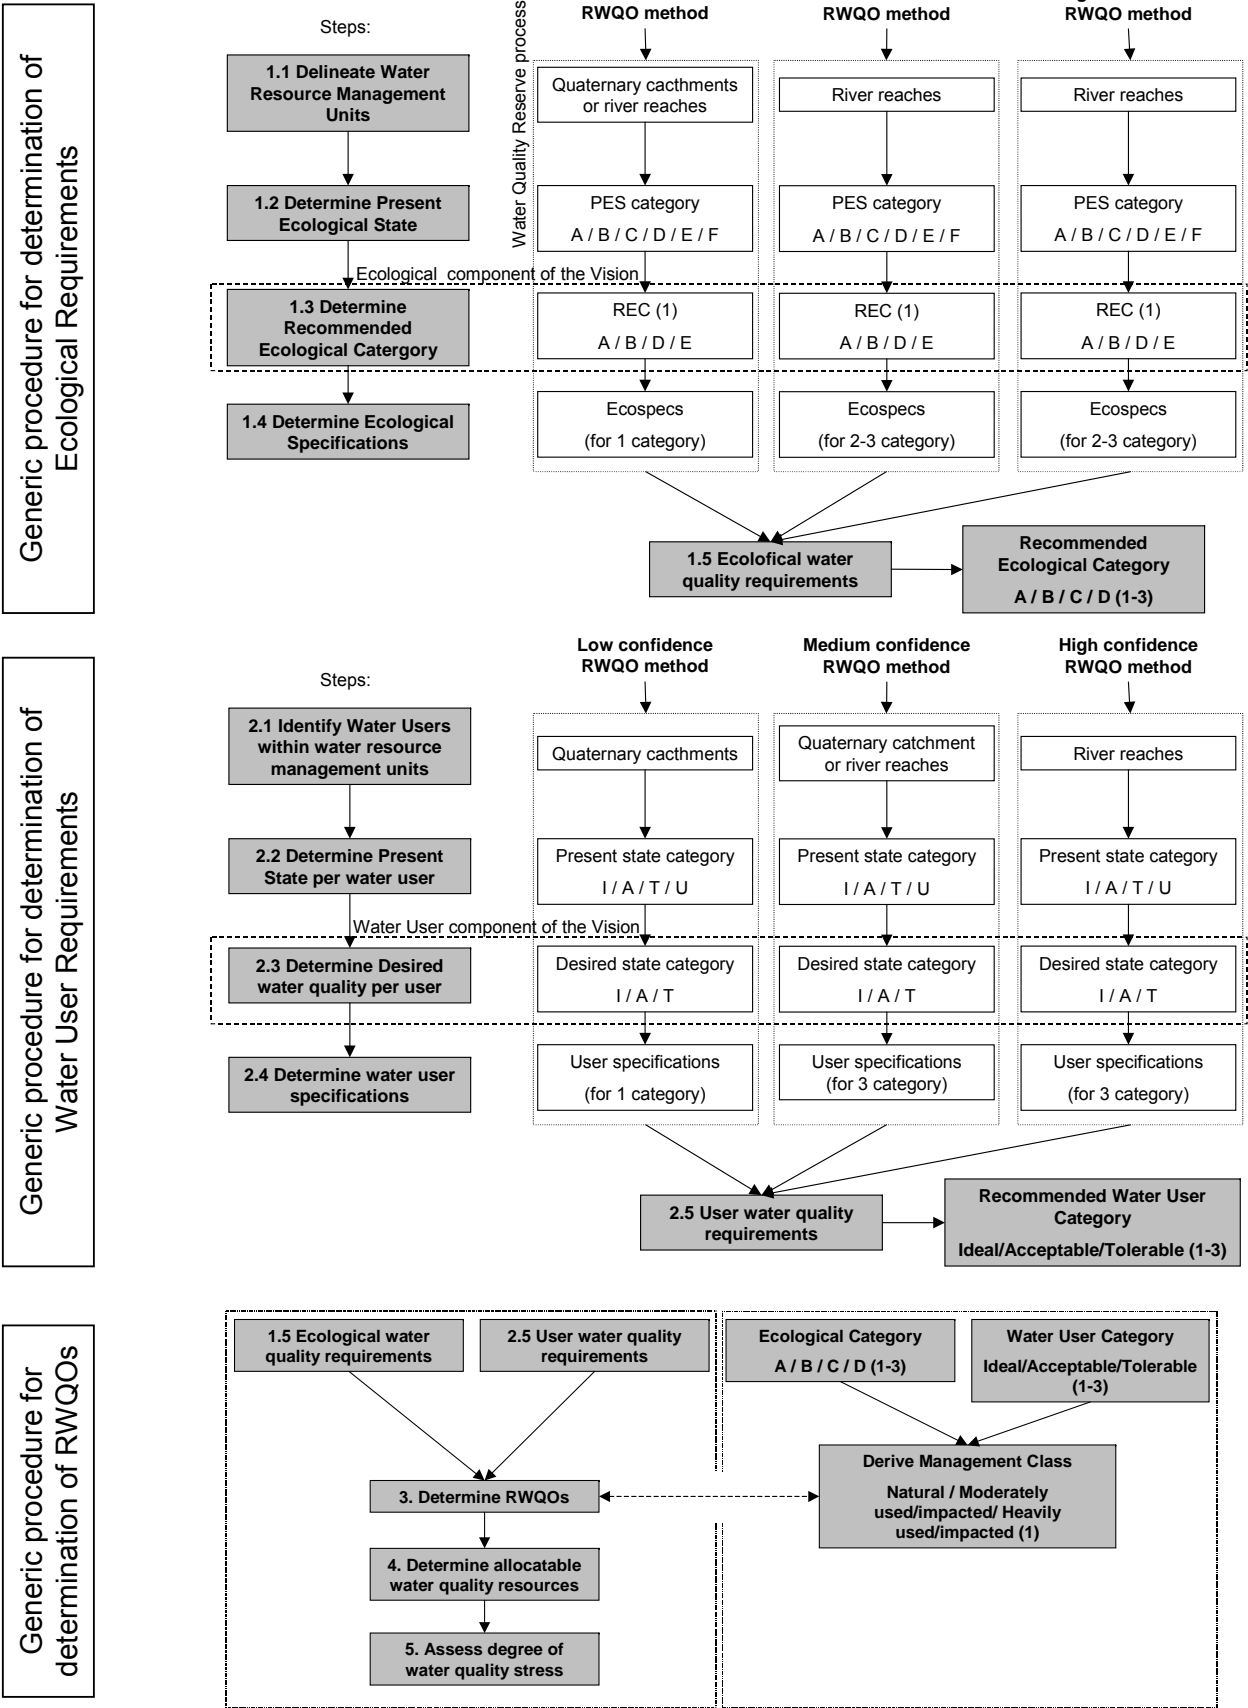 Generic procedure for determination of
Ecological Requirements
Steps:
1.1 Delineate Water
Resource Management
Units
1.2 Determine Present
Ecological State
Ecological component of the Vision
1.3 Determine
Recommended
Ecological Catergory
1.4 Determine Ecological
Specifications
Water Quality Reserve process
RWQO method
Quaternary cacthments
or river reaches
PES category
A / B / C / D / E / F
REC (1)
A / B / D / E
Ecospecs
(for 1 category)
RWQO method
River reaches
PES category
A / B / C / D / E / F
REC (1)
A / B / D / E
Ecospecs
(for 2-3 category)
RWQO method
River reaches
PES category
A / B / C / D / E / F
REC (1)
A / B / D / E
Ecospecs
(for 2-3 category)
1.5 Ecolofical water
quality requirements
Recommended
Ecological Category
A / B / C / D (1-3)
Generic procedure for determination of
Water User Requirements
Steps:
2.1 Identify Water Users
within water resource
management units
2.2 Determine Present
State per water user
Water User component of the Vision
2.3 Determine Desired
water quality per user
2.4 Determine water user
specifications
Low confidence
RWQO method
Quaternary cacthments
Present state category
I / A / T / U
Desired state category
I / A / T
User specifications
(for 1 category)
Medium confidence
RWQO method
Quaternary catchment
or river reaches
Present state category
I / A / T / U
Desired state category
I / A / T
User specifications
(for 3 category)
High confidence
RWQO method
River reaches
Present state category
I / A / T / U
Desired state category
I / A / T
User specifications
(for 3 category)
2.5 User water quality
requirements
Recommended Water User
Category
Ideal/Acceptable/Tolerable (1-3)
Generic procedure for
determination of RWQOs
1.5 Ecological water
quality requirements
2.5 User water quality
requirements
3. Determine RWQOs
4. Determine allocatable
water quality resources
5. Assess degree of
water quality stress
Ecological Category
A / B / C / D (1-3)
Water User Category
Ideal/Acceptable/Tolerable
(1-3)
Derive Management Class
Natural / Moderately
used/impacted/ Heavily
used/impacted (1)